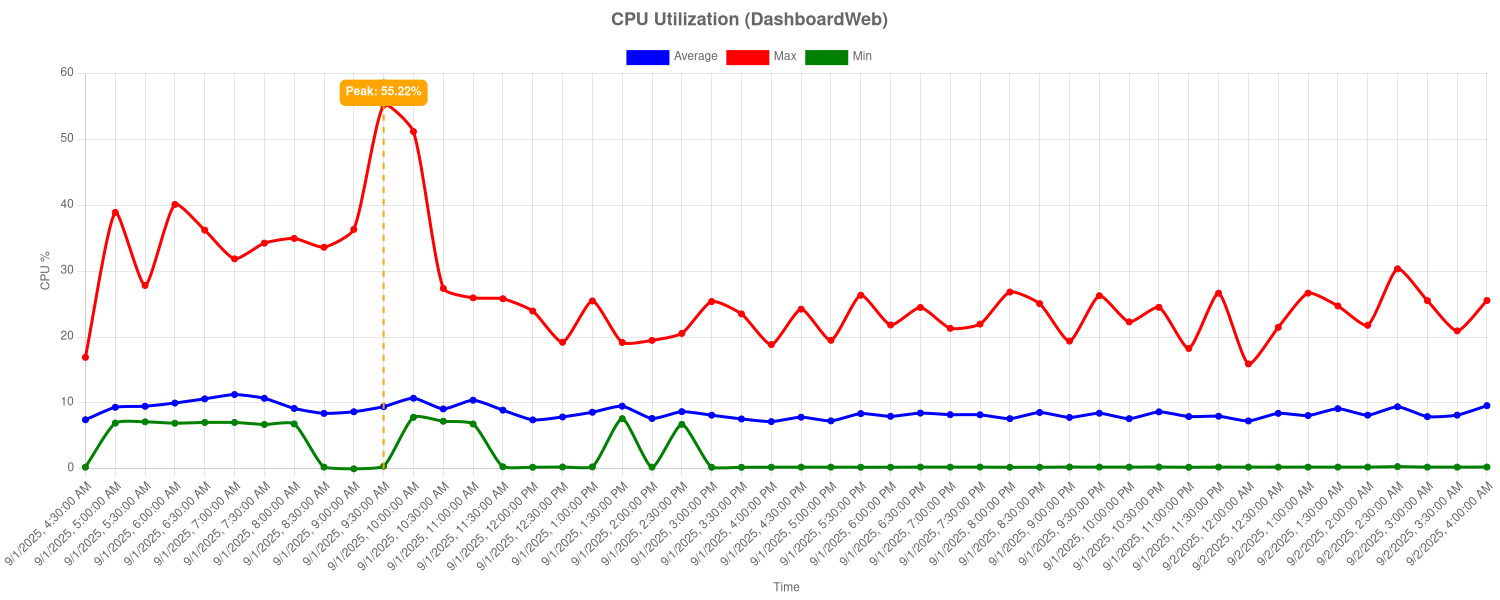 CPU Utilization (DashboardWeb)
Average Max Min
Peak: 55.22%
60
50
40
30
20
10
0
CPU %
9/1/2025, 4:30:00 AM
9/1/2025, 5:00:00 AM
9/1/2025, 5:30:00 AM
9/1/2025, 6:00:00 AM
9/1/2025, 6:30:00 AM
9/1/2025, 7:00:00 AM
9/1/2025, 7:30:00 AM
9/1/2025, 8:00:00 AM
9/1/2025, 8:30:00 AM
9/1/2025, 9:00:00 AM
9/1/2025, 9:30:00 AM
9/1/2025, 10:00:00 AM
9/1/2025, 10:30:00 AM
9/1/2025, 11:00:00 AM
9/1/2025, 11:30:00 AM
9/1/2025, 12:00:00 PM
9/1/2025, 12:30:00 PM
9/1/2025, 1:00:00 PM
9/1/2025, 1:30:00 PM
9/1/2025, 2:00:00 PM
9/1/2025, 2:30:00 PM
9/1/2025, 3:00:00 PM
9/1/2025, 3:30:00 PM
9/1/2025, 4:00:00 PM
9/1/2025, 4:30:00 PM
9/1/2025, 5:00:00 PM
9/1/2025, 5:30:00 PM
9/1/2025, 6:00:00 PM
9/1/2025, 6:30:00 PM
9/1/2025, 7:00:00 PM
9/1/2025, 7:30:00 PM
9/1/2025, 8:00:00 PM
9/1/2025, 8:30:00 PM
9/1/2025, 9:00:00 PM
9/1/2025, 9:30:00 PM
9/1/2025, 10:00:00 PM
9/1/2025, 10:30:00 PM
9/1/2025, 11:00:00 PM
9/1/2025, 11:30:00 PM
9/2/2025, 12:00:00 AM
9/2/2025, 12:30:00 AM
9/2/2025, 1:00:00 AM
9/2/2025, 1:30:00 AM
9/2/2025, 2:00:00 AM
9/2/2025, 2:30:00 AM
9/2/2025, 3:00:00 AM
9/2/2025, 3:30:00 AM
9/2/2025, 4:00:00 AM
Time